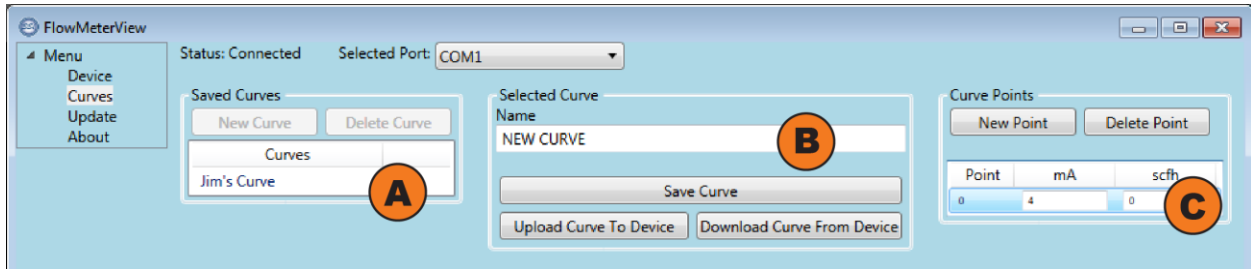 FlowMeterView
Menu
Device
Curves
Update
About
Status: Connected
Selected Port:
COM1
Saved Curves
New Curve
Delete Curve
Curves
Jim's Curve
A
Selected Curve
Name
NEW CURVE
B
Save Curve
Upload Curve To Device
Download Curve From Device
Curve Points
New Point
Delete Point
Point mA scfh
0 4 0
C